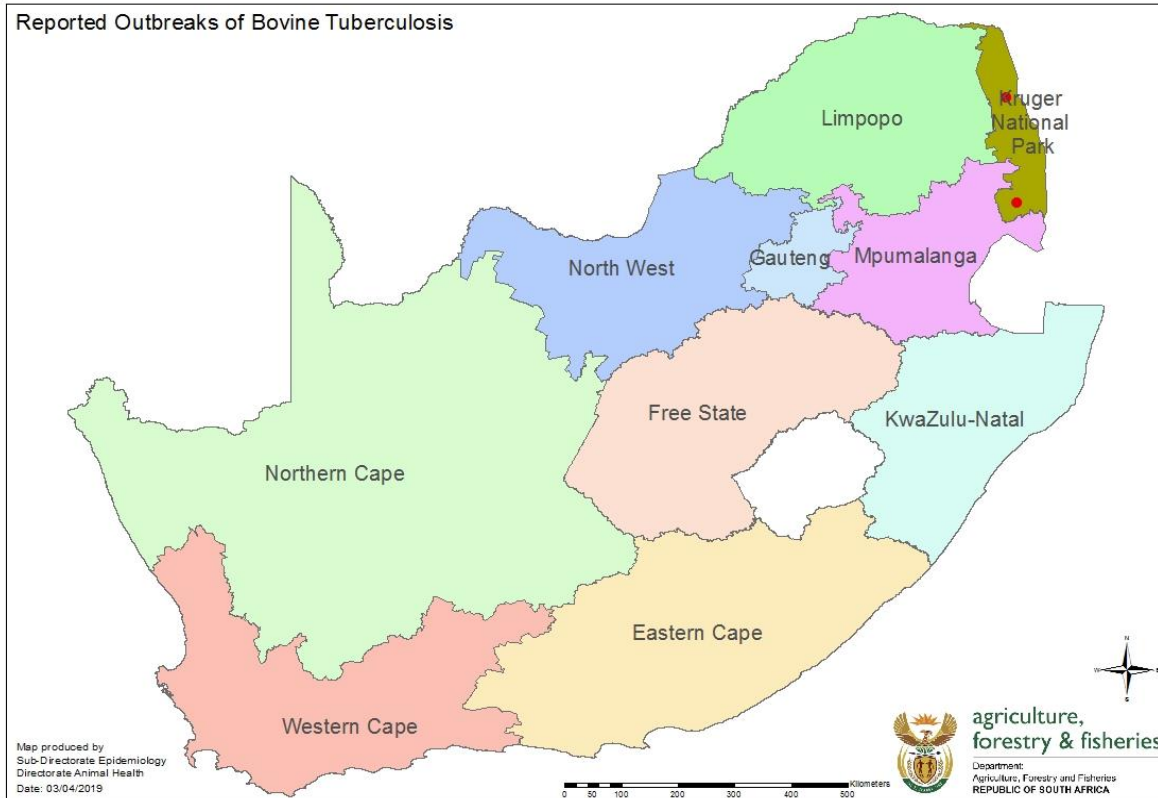 Reported Outbreaks of Bovine Tuberculosis
Limpopo
Kruger
National
Park
North West
Gauteng
Mpumalanga
Free State
KwaZulu-Natal
Northern Cape
Eastern Cape
Western Cape
N
W
E
S
Map produced by
Sub-Directorate Epidemiology
Directorate Animal Health
Date: 03/04/2019
Kilometers
0 50 100 200 300 400 500
agriculture,
forestry & fisheries
Department:
Agriculture, Forestry and Fisheries
REPUBLIC OF SOUTH AFRICA